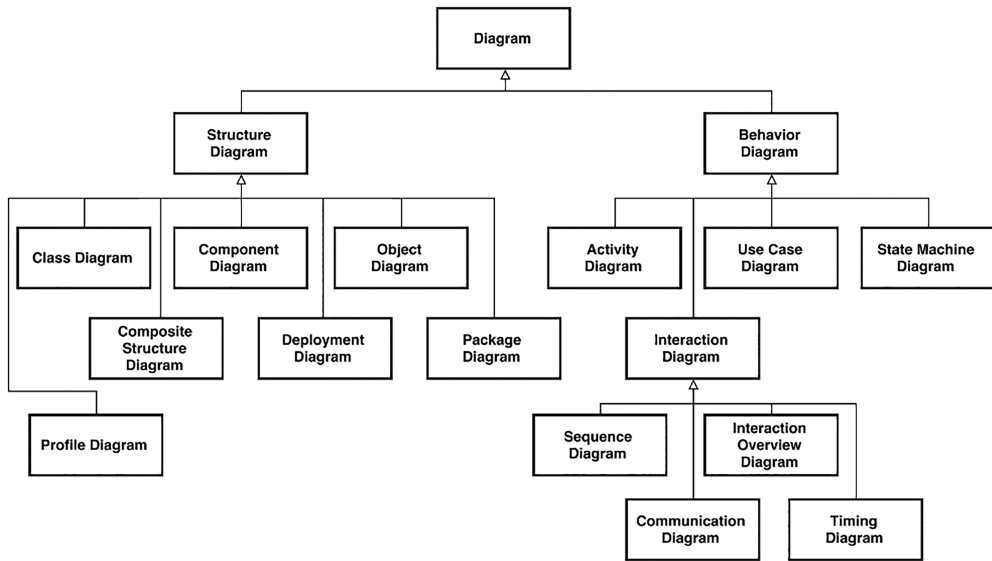 Diagram
Structure
Diagram
Behavior
Diagram
Class Diagram
Component
Diagram
Object
Diagram
Activity
Diagram
Use Case
Diagram
State Machine
Diagram
Composite
Structure
Diagram
Deployment
Diagram
Package
Diagram
Interaction
Diagram
Profile Diagram
Sequence
Diagram
Interaction
Overview
Diagram
Communication
Diagram
Timing
Diagram